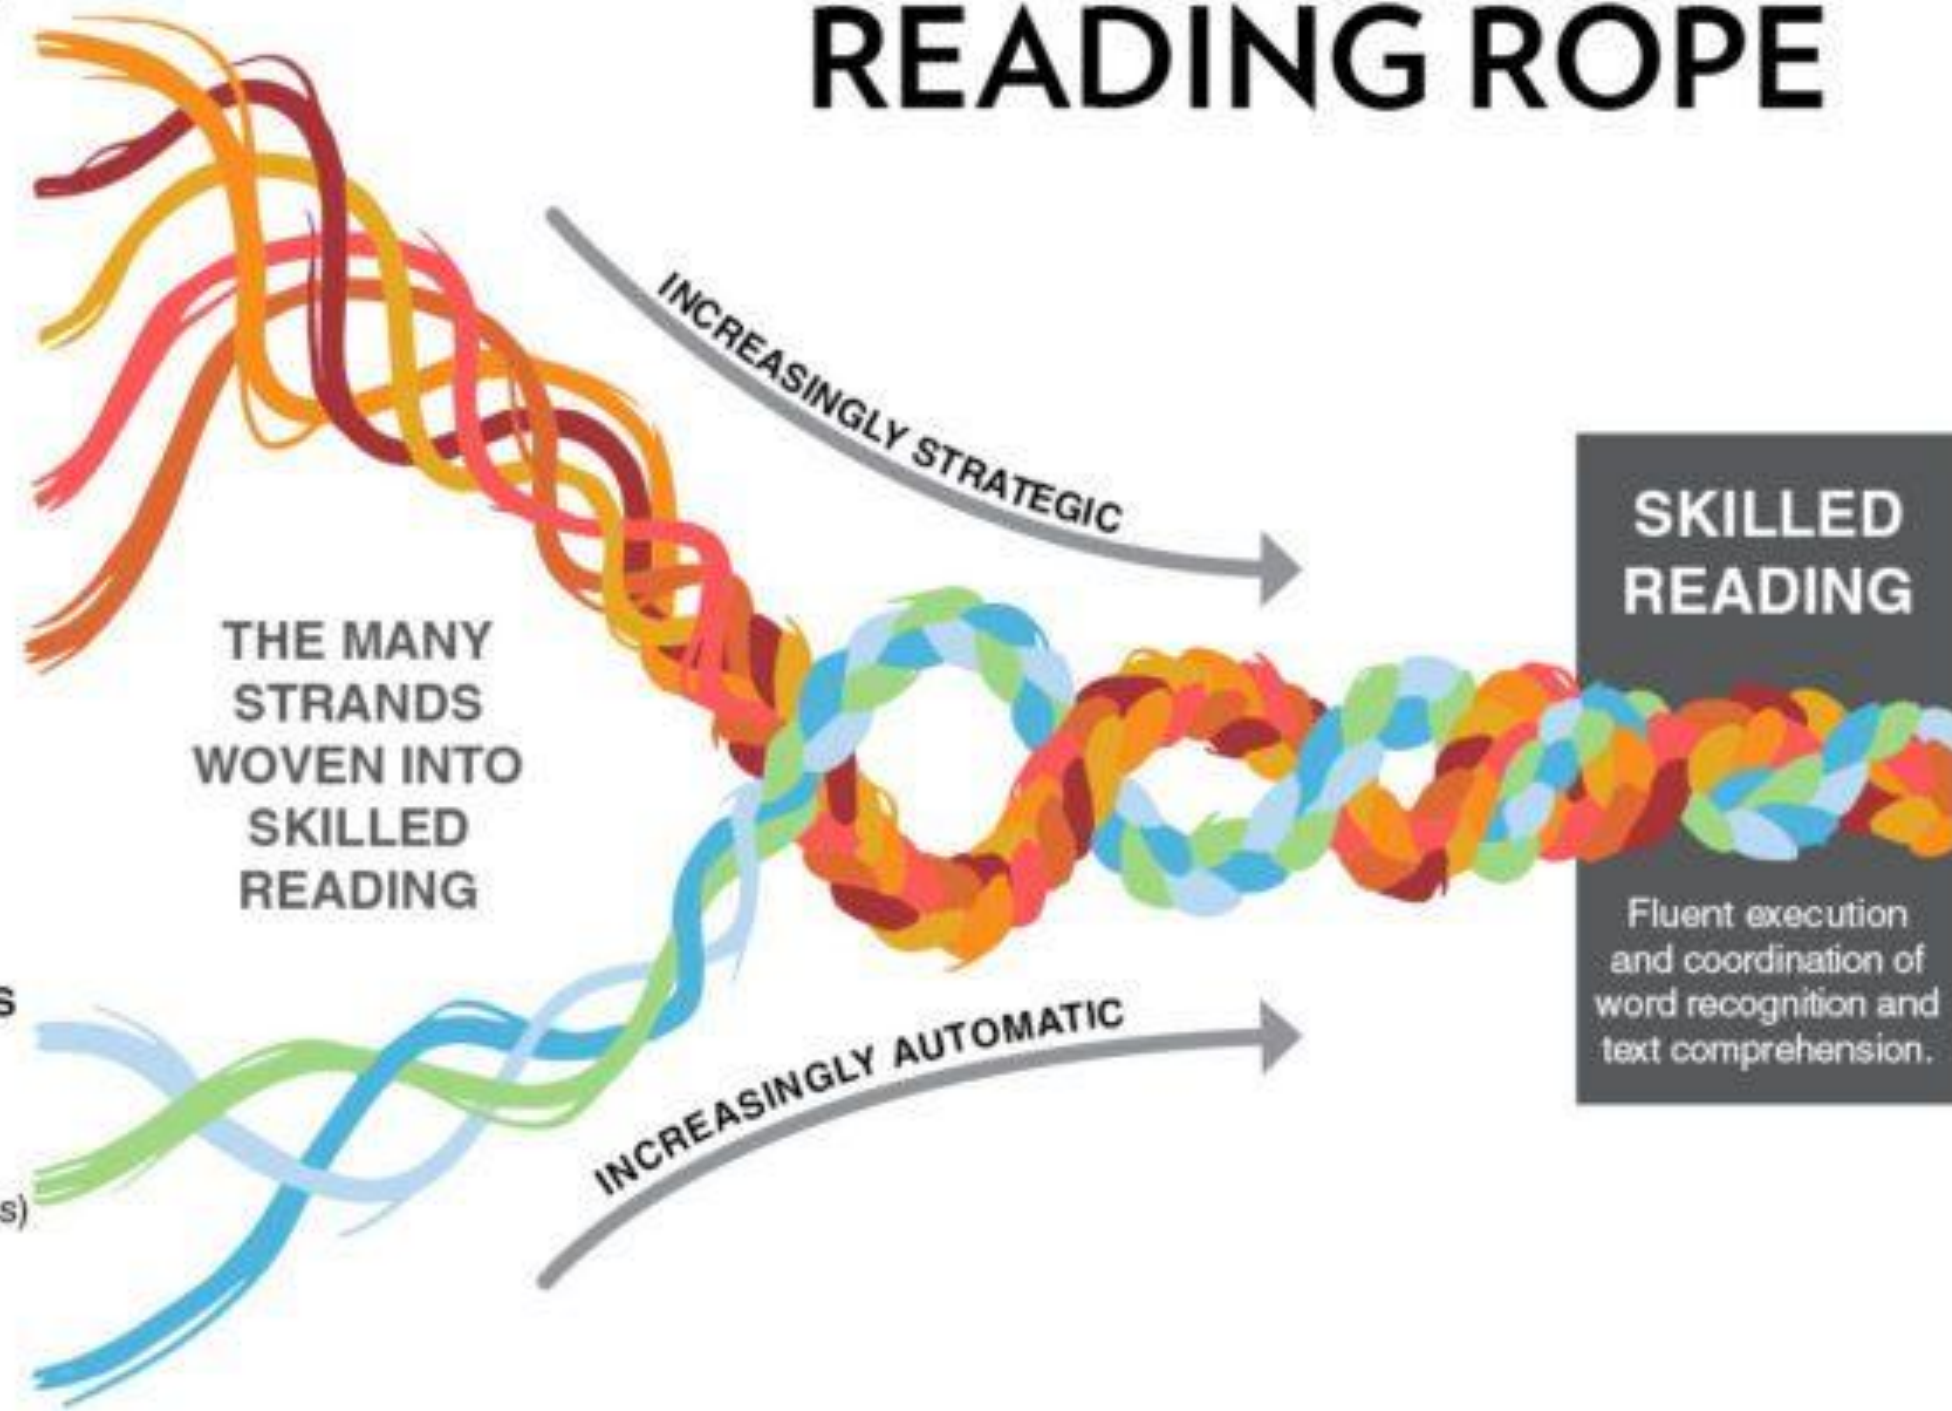 READING ROPE
INCREASINGLY STRATEGIC
SKILLED
READING
THE MANY
STRANDS
WOVEN INTO
SKILLED
READING
Fluent execution
and coordination of
word recognition and
text comprehension.
S
INCREASINGLY AUTOMATIC
s)